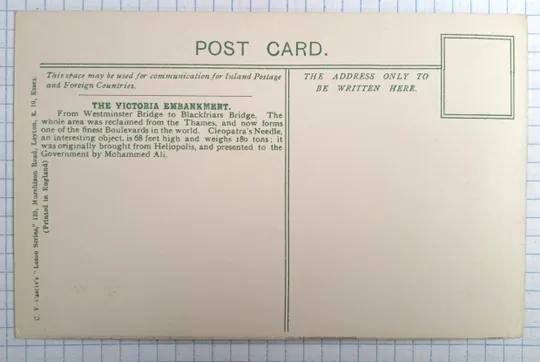 POST CARD.
This space may be used for communication for Inland Postage
and Foreign Countries.
THE ADDRESS ONLY TO
BE WRITTEN HERE.
THE VICTORIA EMBANKMENT.
From Westminster Bridge to Blackfriars Bridge. The
whole area was reclaimed from the Thames, and now forms
one of the finest Boulevards in the world. Cleopatra's Needle,
an interesting object, is 68 feet high and weighs 180 tons; it
was originally brought from Heliopolis, and presented to the
Government by Mohammed Ali.
C. F. Castle's "Lesco Series," 120, Murchison Road, Leyton, E. 10, Essex.
(Printed in England)